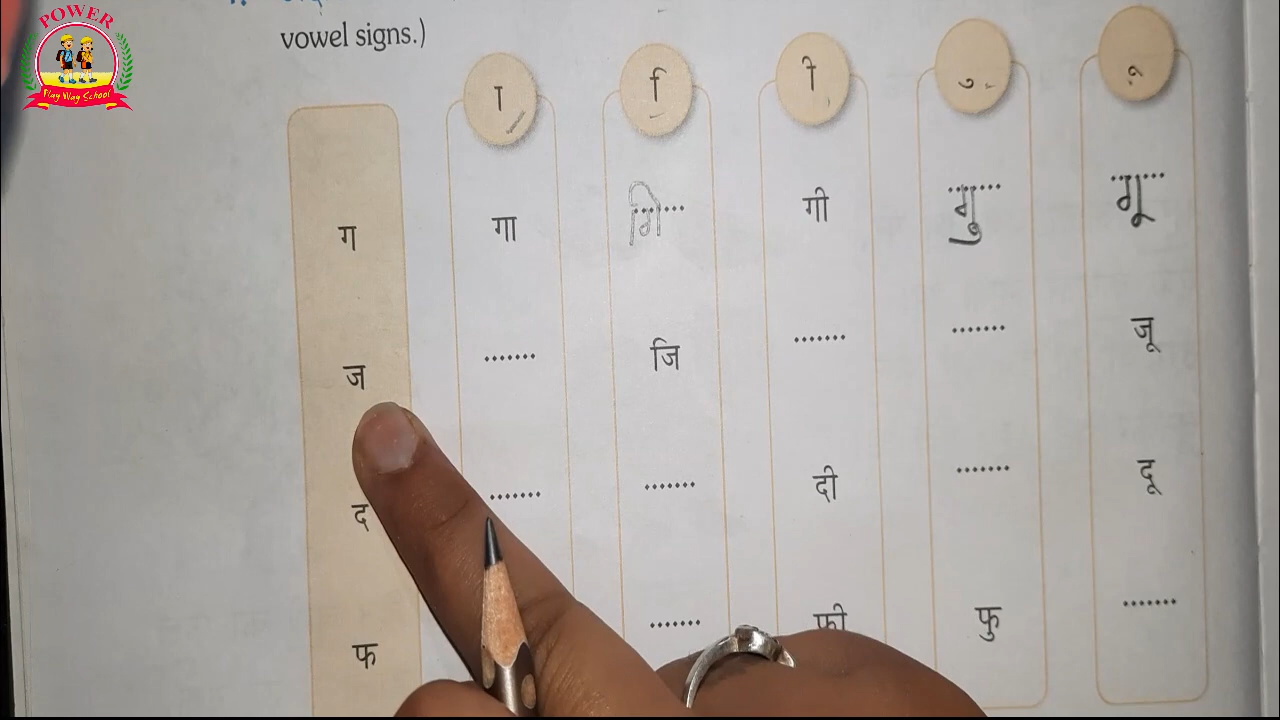 POWER
Play Way School
vowel signs.)
ा ि ी ु ू
ग गा गि गी गु गू
ज ....... जि ....... ....... जू
द ....... ....... दी ....... दू
फ ....... फी फु .......